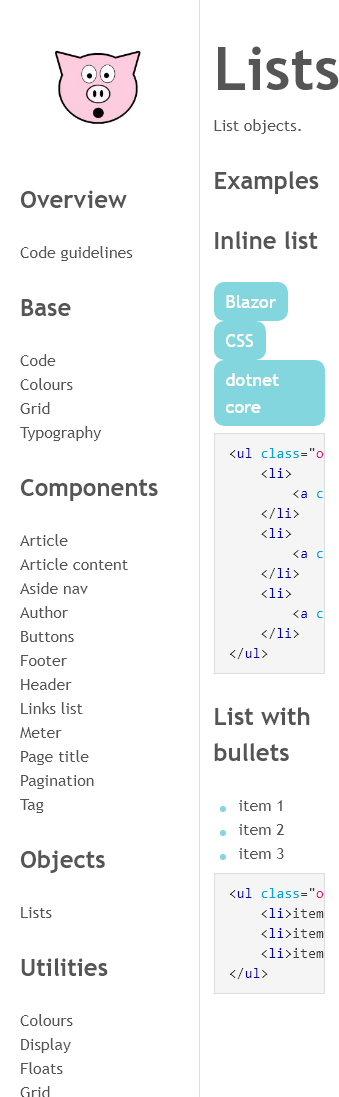 Overview
Code guidelines
Base
Code
Colours
Grid
Typography
Components
Article
Article content
Aside nav
Author
Buttons
Footer
Header
Links list
Meter
Page title
Pagination
Tag
Objects
Lists
Utilities
Colours
Display
Floats
Grid
Lists
List objects.
Examples
Inline list
Blazor
CSS
dotnet
core
<ul class="o
<li>
<a c
</li>
<li>
<a c
</li>
<li>
<a c
</li>
</ul>
List with
bullets
item 1
item 2
item 3
<ul class="o
<li>item
<li>item
<li>item
</ul>